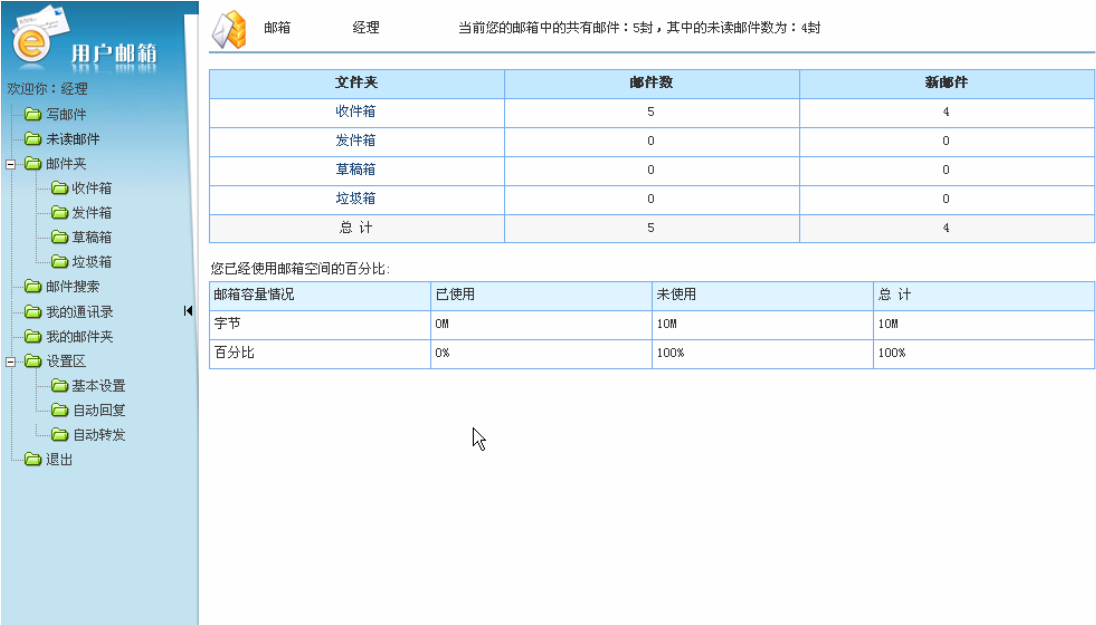 用户邮箱
欢迎你：经理
写邮件
未读邮件
邮件夹
收件箱
发件箱
草稿箱
垃圾箱
邮件搜索
我的通讯录
我的邮件夹
设置区
基本设置
自动回复
自动转发
退出
邮箱 经理 当前您的邮箱中的共有邮件：5封，其中的未读邮件数为：4封
文件夹 邮件数 新邮件
收件箱 5 4
发件箱 0 0
草稿箱 0 0
垃圾箱 0 0
总 计 5 4
您已经使用邮箱空间的百分比:
邮箱容量情况 已使用 未使用 总 计
字节 0M 10M 10M
百分比 0% 100% 100%